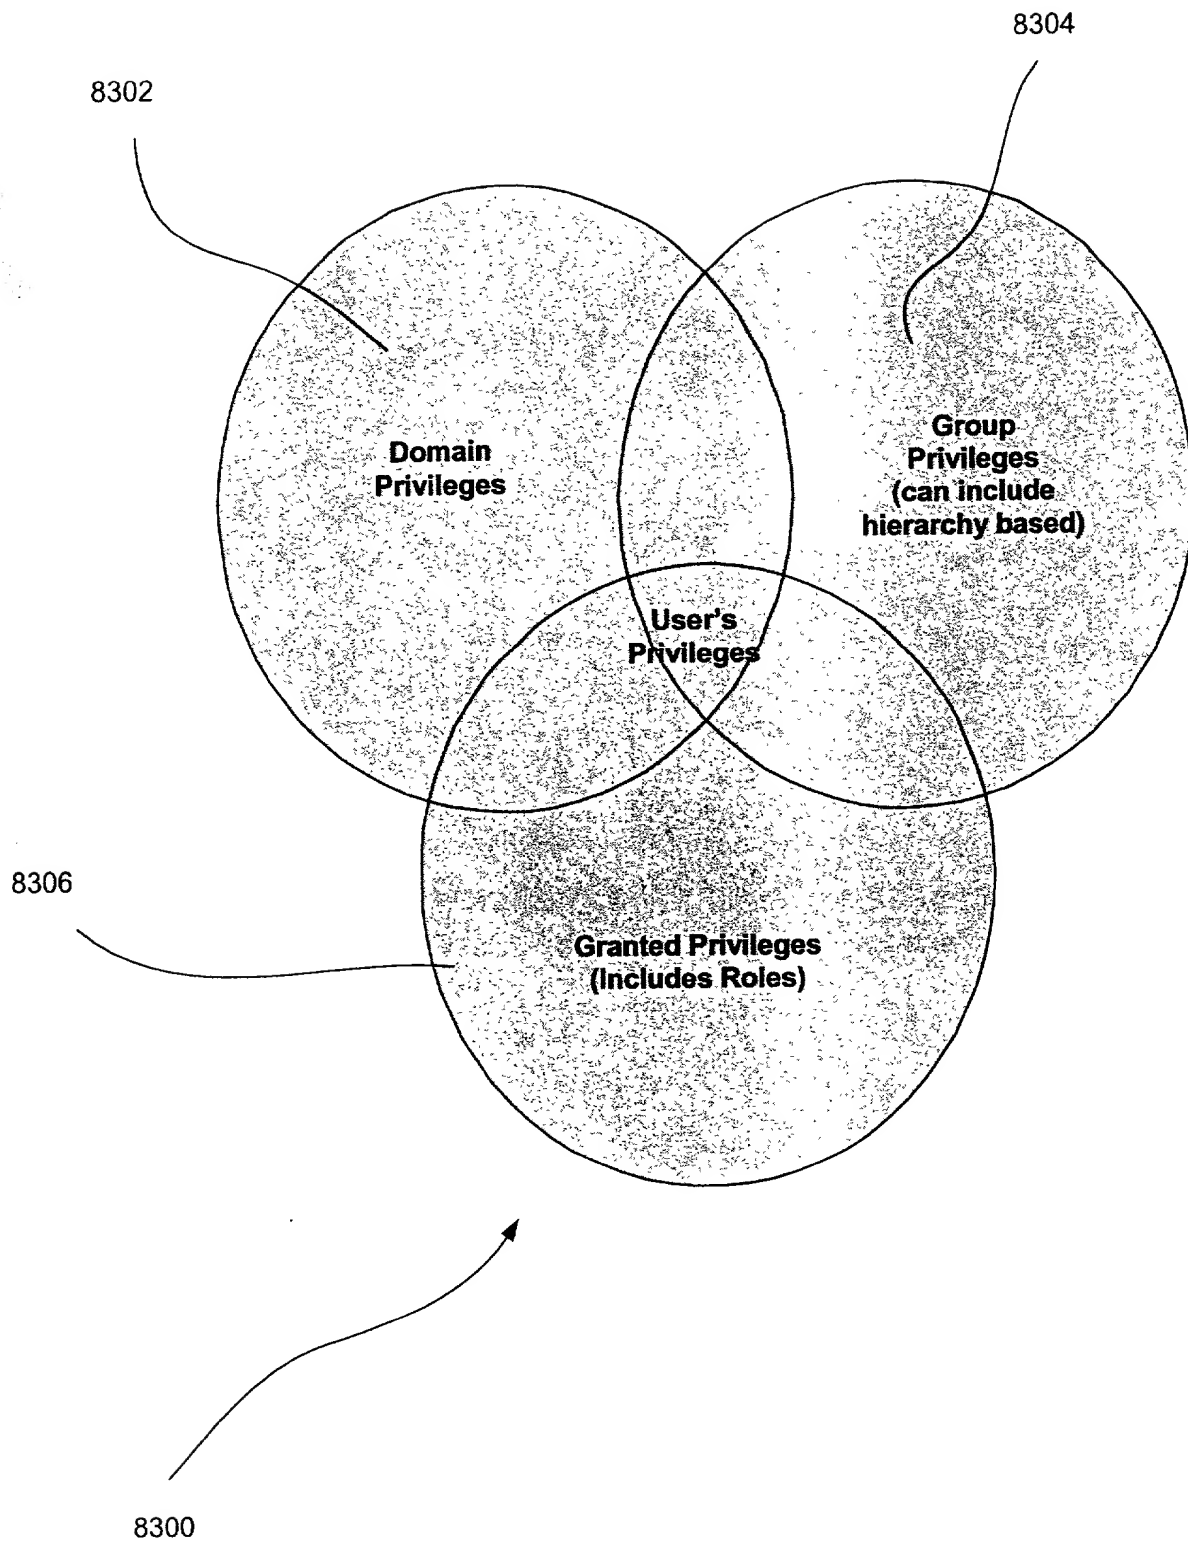 8304
8302
Domain
Privileges
Group
Privileges
(can include
hierarchy based)
User's
Privileges
8306
Granted Privileges
(Includes Roles)
8300